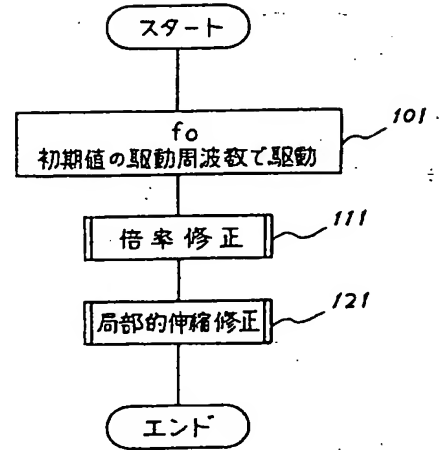 スタート
fo
初期値の駆動周波数で駆動
101
倍率修正
111
局部的伸縮修正
121
エンド